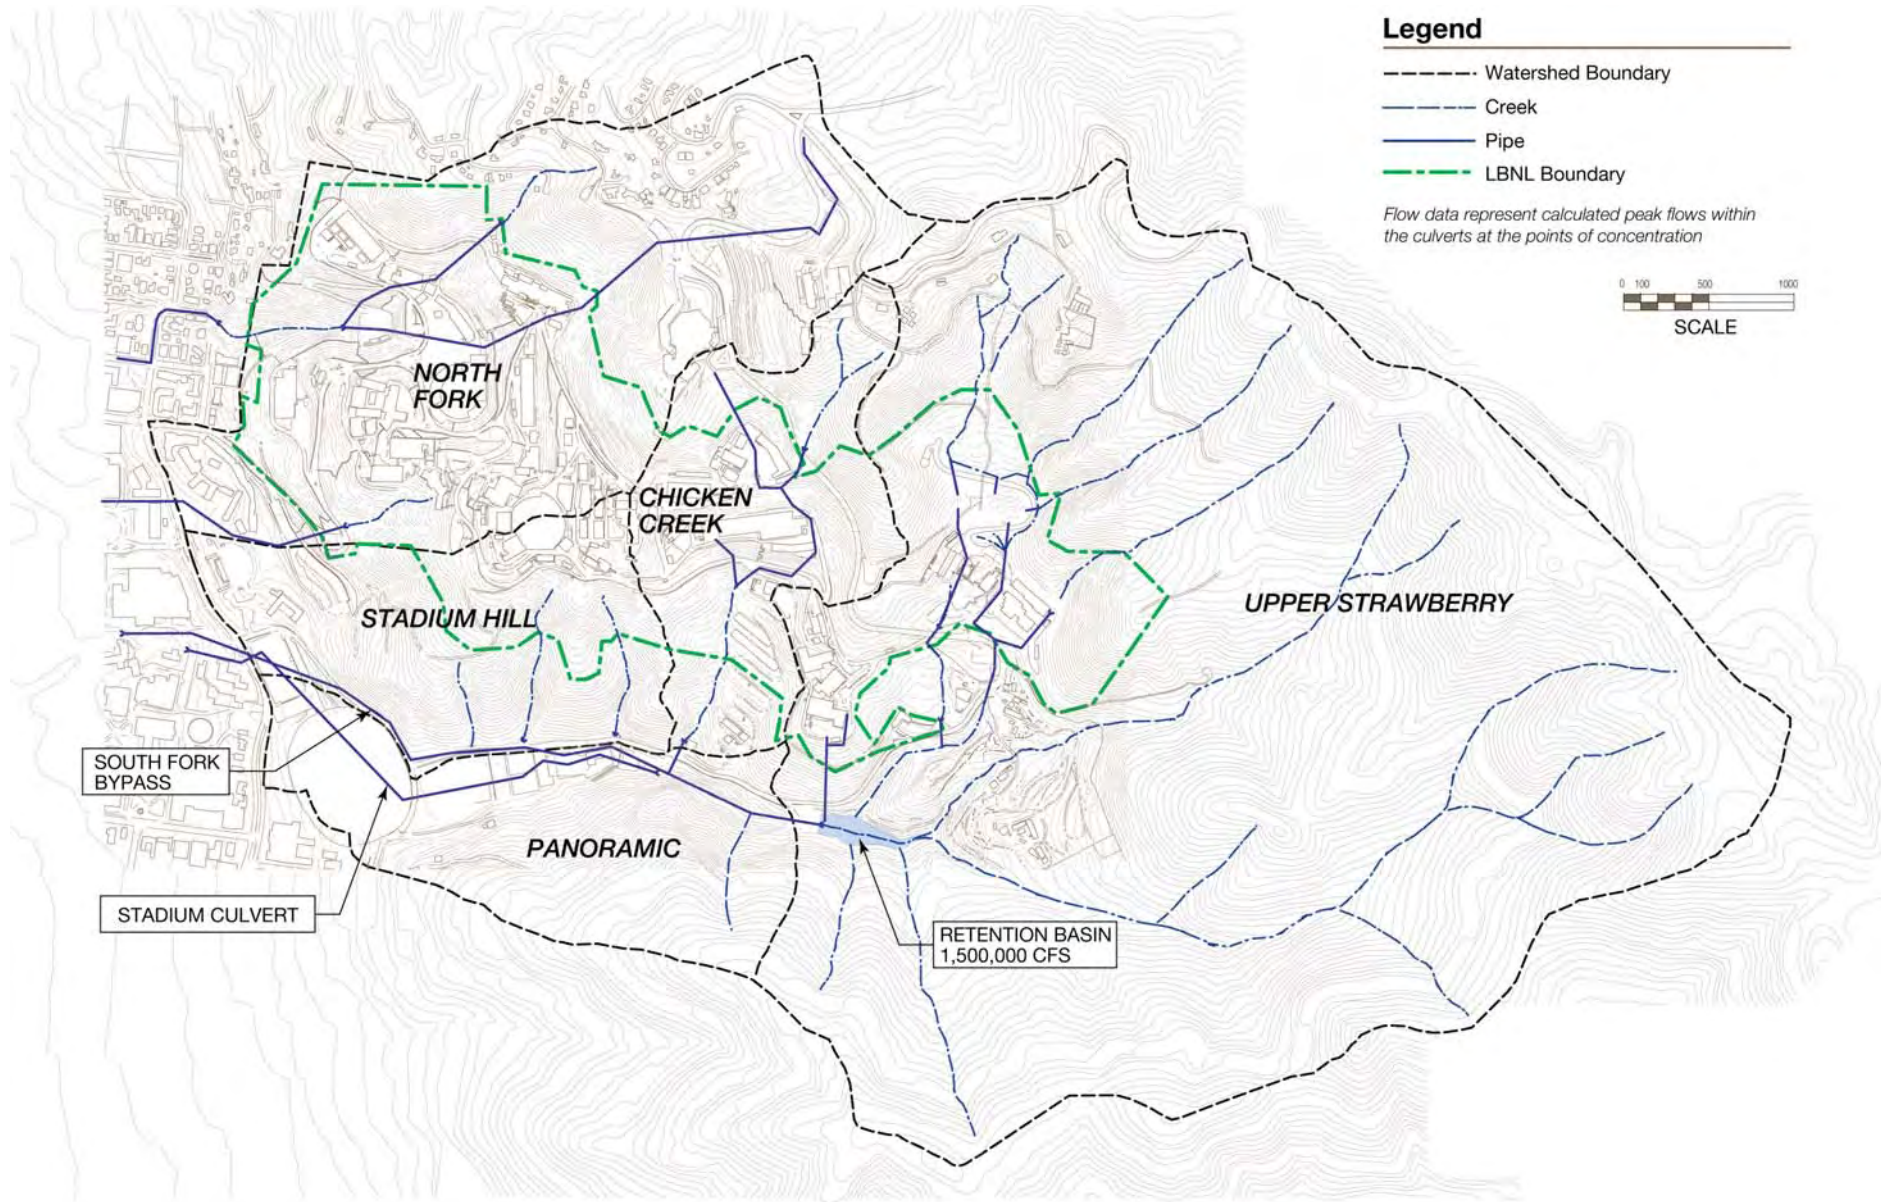 Legend
Watershed Boundary
Creek
Pipe
LBNL Boundary
Flow data represent calculated peak flows within
the culverts at the points of concentration
0 100 500 1000
SCALE
NORTH
FORK
CHICKEN
CREEK
STADIUM HILL
UPPER STRAWBERRY
SOUTH FORK
BYPASS
PANORAMIC
STADIUM CULVERT
RETENTION BASIN
1,500,000 CFS